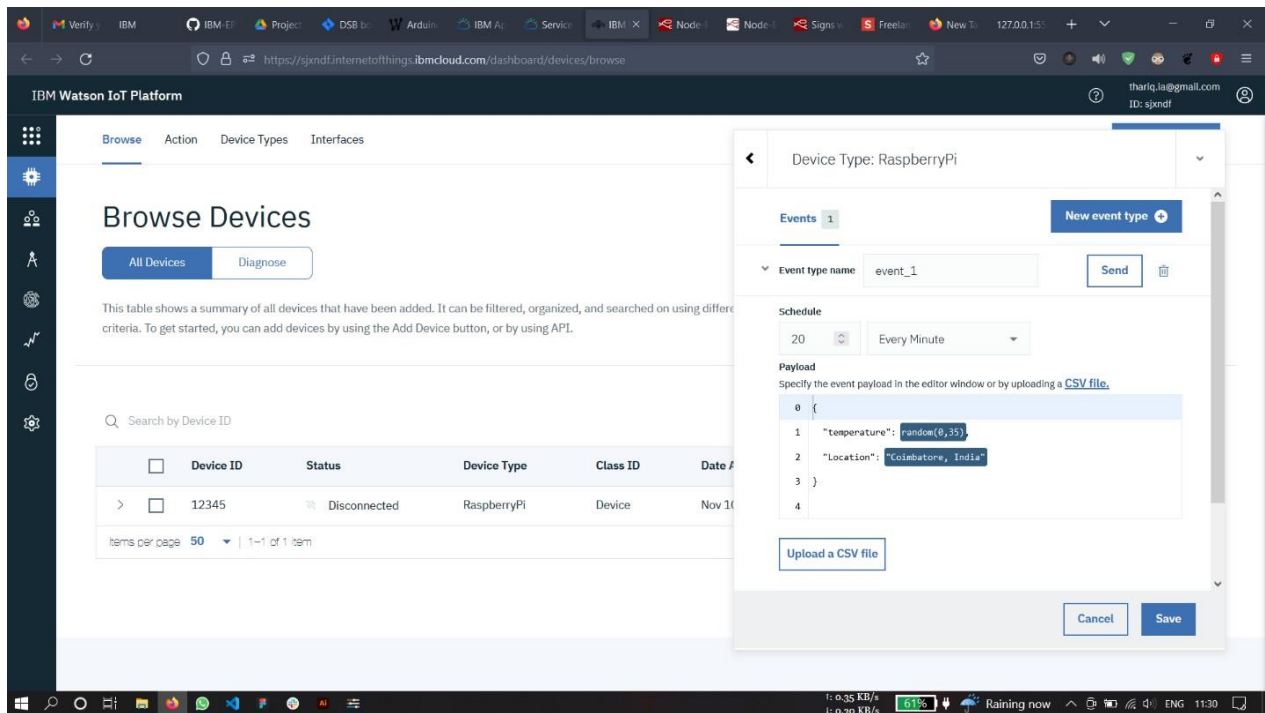 Verify y
IBM
IBM-EP
Project
DSB bo
Arduin
IBM Ap
Service
IBM
Node-
Node-
Signs w
Freelan
New Ta
127.0.0.1:55
https://sjxndf.internetofthings.ibmcloud.com/dashboard/devices/browse
IBM Watson IoT Platform
thariq.ia@gmail.com
ID: sjxndf
Browse Action Device Types Interfaces
Device Type: RaspberryPi
Browse Devices
All Devices Diagnose
This table shows a summary of all devices that have been added. It can be filtered, organized, and searched on using differe
criteria. To get started, you can add devices by using the Add Device button, or by using API.
Search by Device ID
Device ID Status Device Type Class ID Date A
12345 Disconnected RaspberryPi Device Nov 10
Items per page 50 | 1–1 of 1 item
Events 1
New event type
Event type name event_1 Send
Schedule
20 Every Minute
Payload
Specify the event payload in the editor window or by uploading a CSV file.
0 {
1 "temperature": random(0,35),
2 "Location": "Coimbatore, India"
3 }
4
Upload a CSV file
Cancel Save
0.35 KB/s
0.20 KB/s
61%
Raining now
ENG
11:30